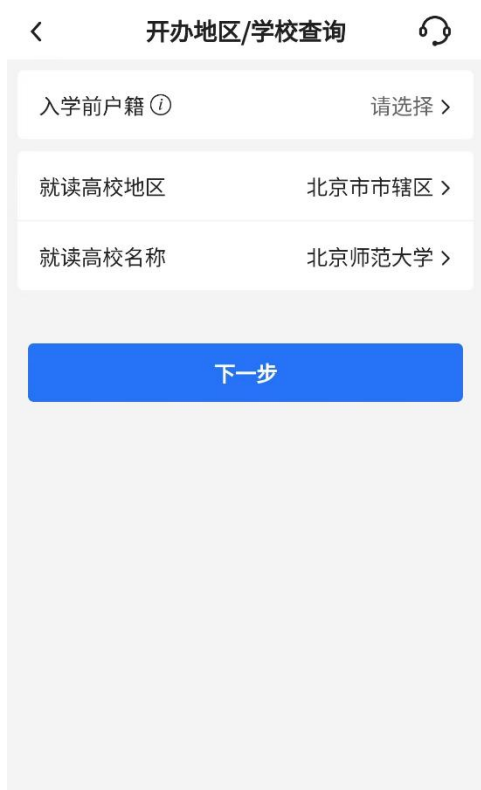 开办地区/学校查询
入学前户籍 请选择
就读高校地区 北京市市辖区
就读高校名称 北京师范大学
下一步